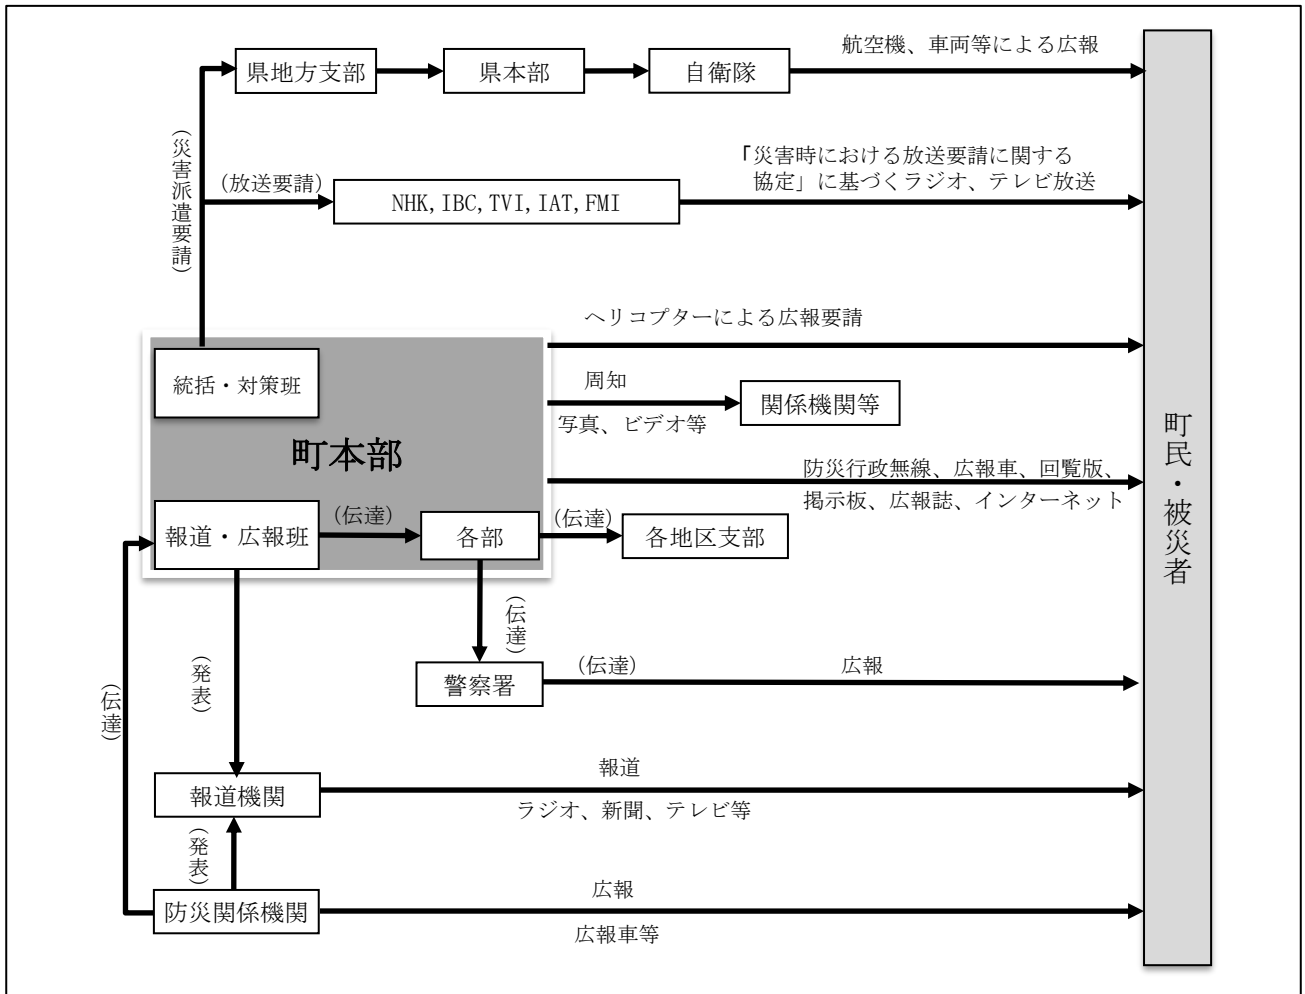 航空機、車両等による広報
県地方支部
県本部
自衛隊
(災害派遣要請)
「災害時における放送要請に関する
協定」に基づくラジオ、テレビ放送
(放送要請)
NHK,IBC,TVI,IAT,FMI
ヘリコプターによる広報要請
統括・対策班
周知
関係機関等
写真、ビデオ等
町本部
防災行政無線、広報車、回覧版、
掲示板、広報誌、インターネット
報道・広報班
(伝達)
各部
(伝達)
各地区支部
町民・被災者
(伝達)
(発表)
(伝達)
警察署
(伝達)
広報
報道機関
報道
ラジオ、新聞、テレビ等
(発表)
防災関係機関
広報
広報車等